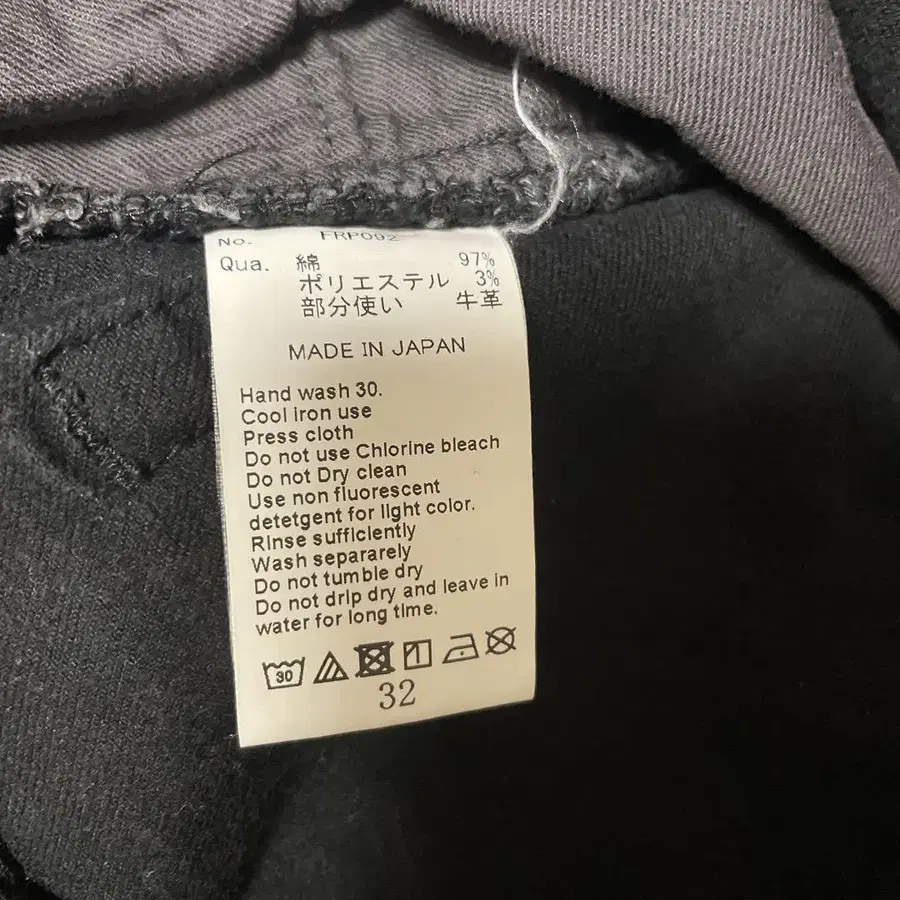 No. FRP092
Qua. 綿 97%
ポリエステル 3%
部分使い 牛革
MADE IN JAPAN
Hand wash 30.
Cool iron use
Press cloth
Do not use Chlorine bleach
Do not Dry clean
Use non fluorescent
detetgent for light color.
Rinse sufficiently
Wash separarely
Do not tumble dry
Do not drip dry and leave in
water for long time.
30
32